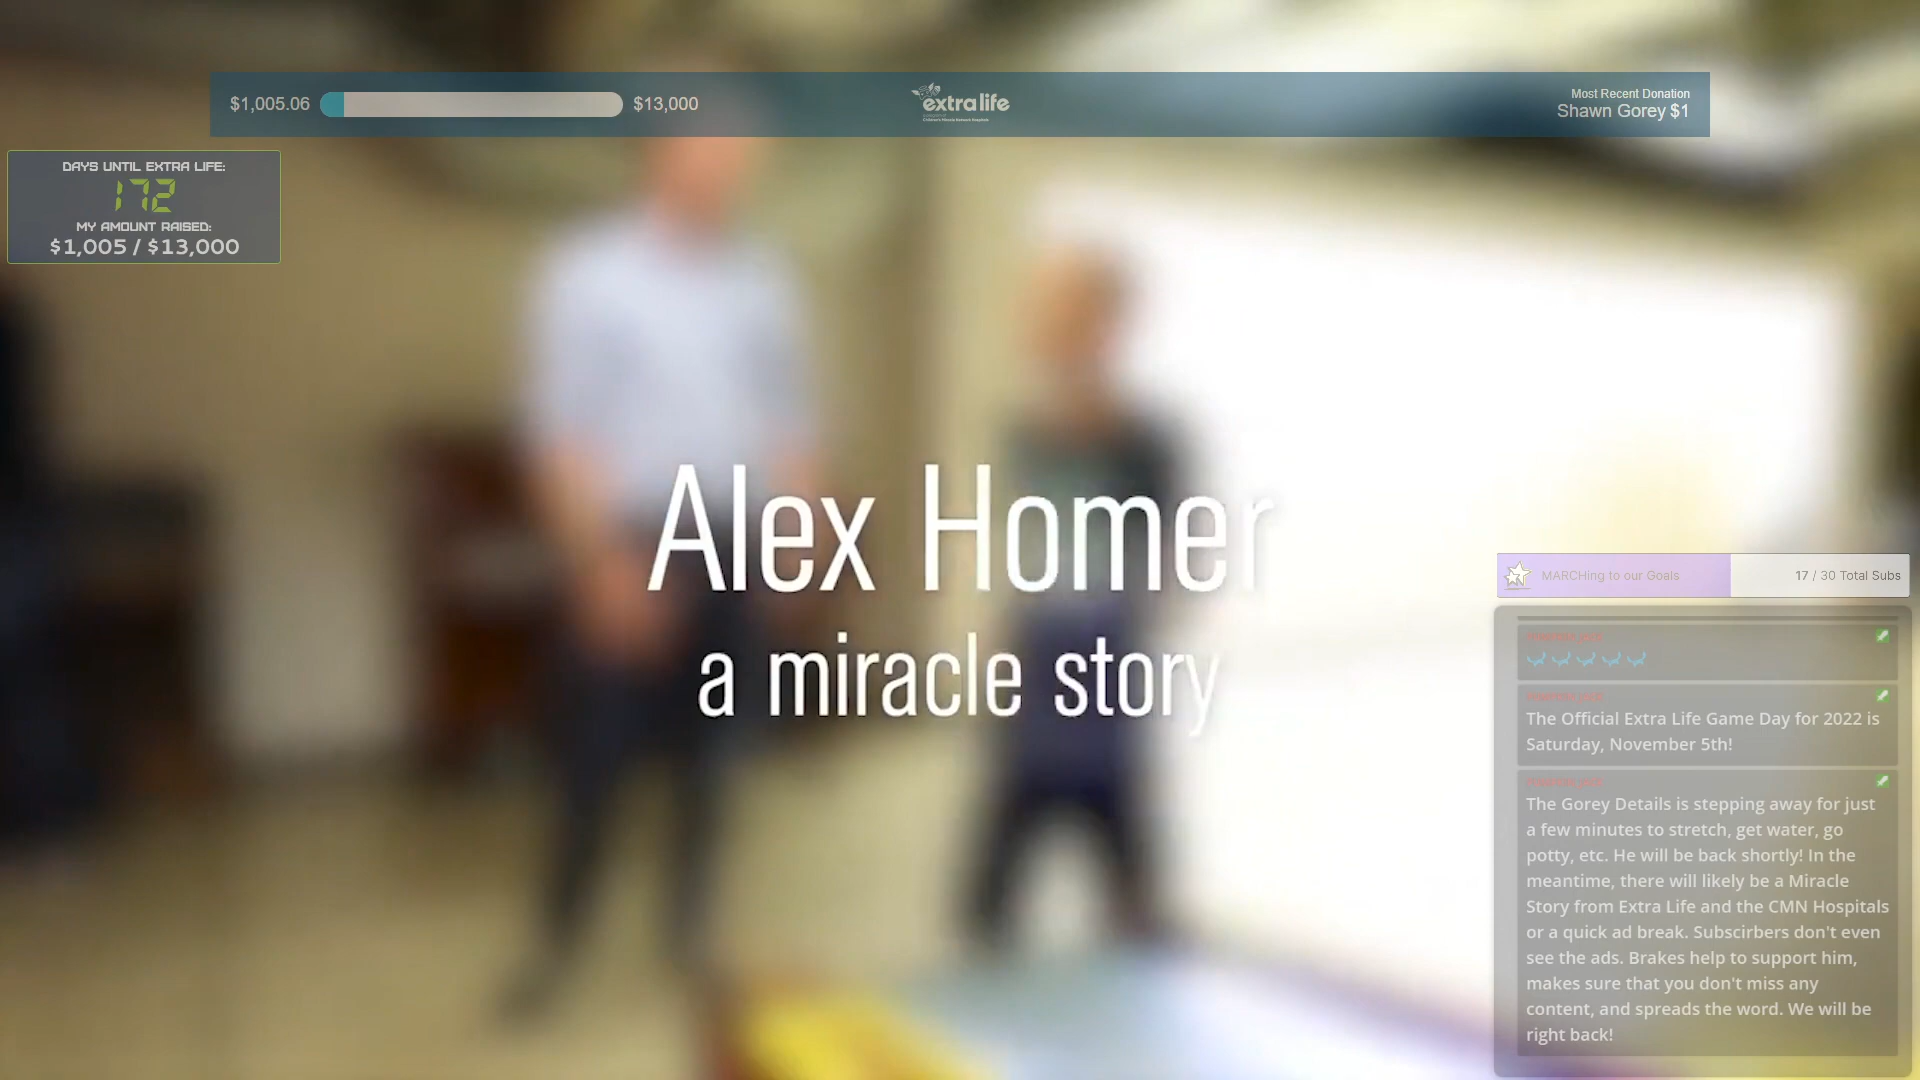 $1,005.06
$13,000
extralife
Most Recent Donation
Shawn Gorey $1
DAYS UNTIL EXTRA LIFE:
172
MY AMOUNT RAISED:
$1,005 / $13,000
Alex Homer
a miracle story
MARCHing to our Goals
17 / 30 Total Subs
The Official Extra Life Game Day for 2022 is
Saturday, November 5th!
The Gorey Details is stepping away for just
a few minutes to stretch, get water, go
potty, etc. He will be back shortly! In the
meantime, there will likely be a Miracle
Story from Extra Life and the CMN Hospitals
or a quick ad break. Subscirbers don't even
see the ads. Brakes help to support him,
makes sure that you don't miss any
content, and spreads the word. We will be
right back!